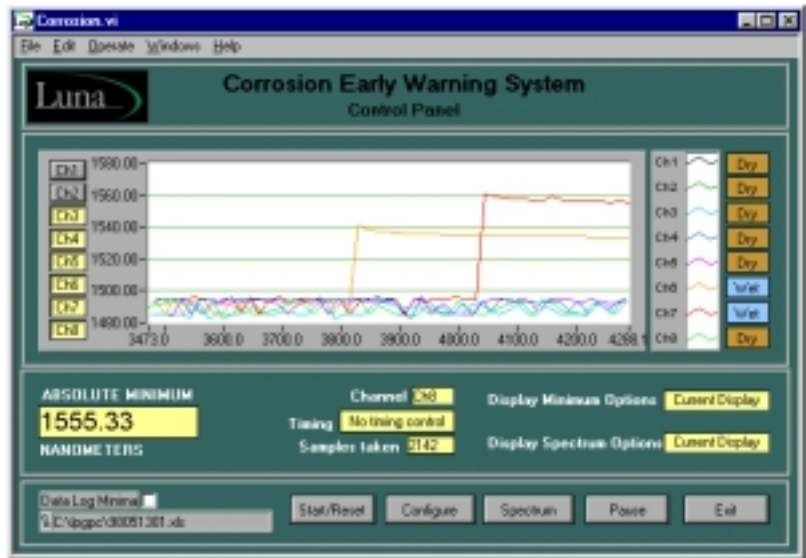 Corrosion.vi
File Edit Operate Windows Help
Luna
Corrosion Early Warning System
Control Panel
Ch1
Ch2
Ch3
Ch4
Ch5
Ch6
Ch7
Ch8
1580.00
1560.00
1540.00
1520.00
1500.00
1480.00
3473.0 3600.0 3700.0 3800.0 3900.0 4000.0 4100.0 4200.0 4288.1
Ch1 Dry
Ch2 Dry
Ch3 Dry
Ch4 Dry
Ch5 Dry
Ch6 Wet
Ch7 Wet
Ch8 Dry
ABSOLUTE MINIMUM
1555.33
NANOMETERS
Channel Ch8
Timing No timing control
Samples taken 2142
Display Minimum Options Current Display
Display Spectrum Options Current Display
Data Log Minima
Start/Reset Configure Spectrum Pause Exit